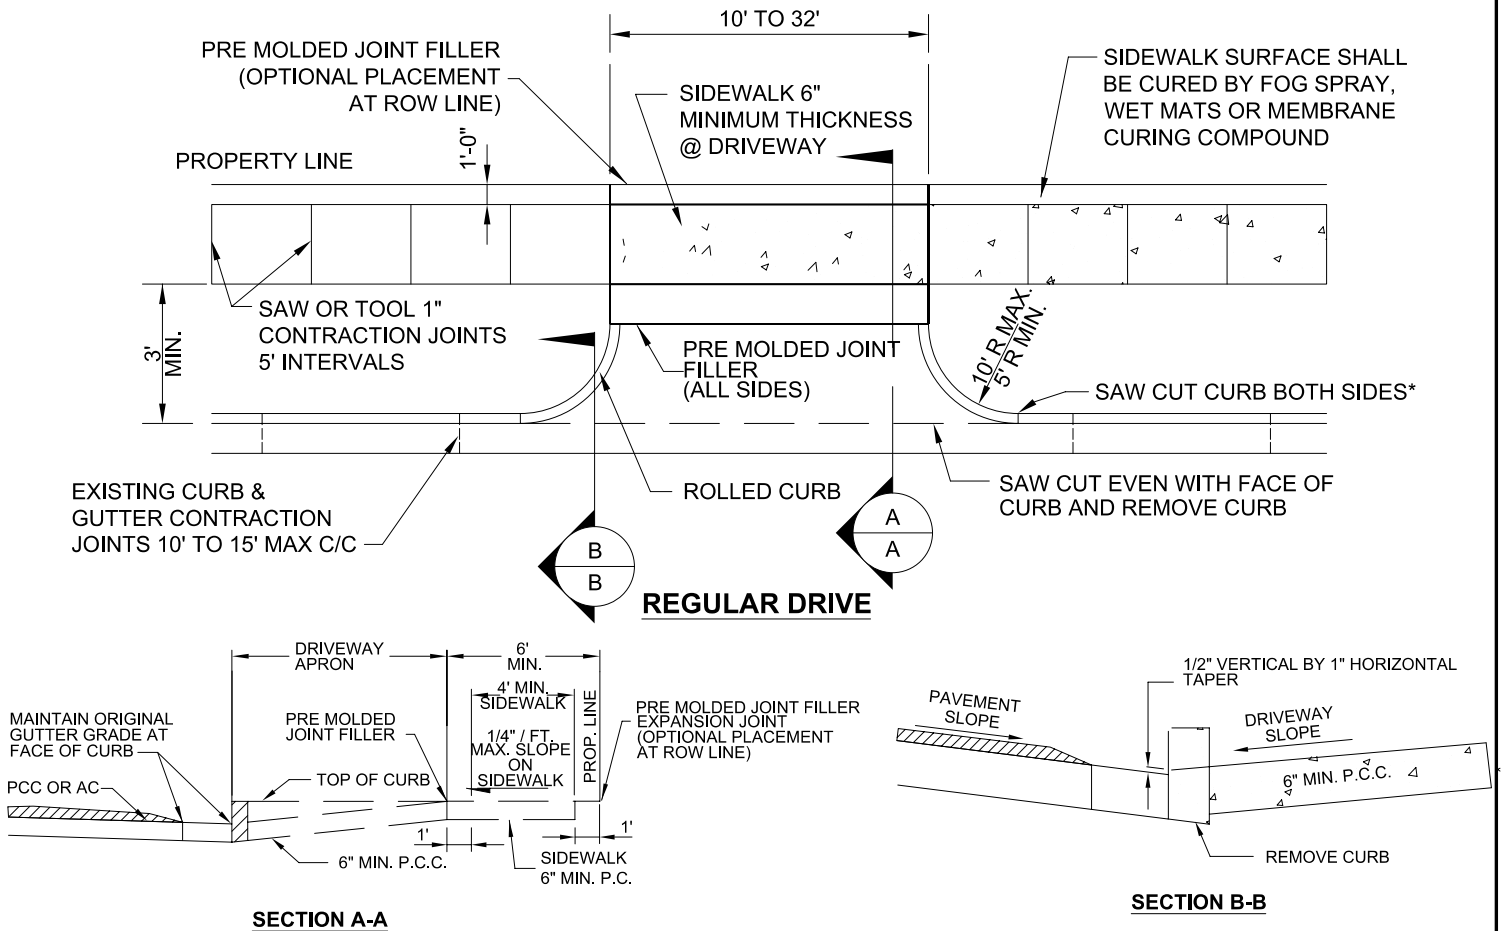 10' TO 32'
PRE MOLDED JOINT FILLER
(OPTIONAL PLACEMENT
AT ROW LINE)
SIDEWALK 6"
MINIMUM THICKNESS
@ DRIVEWAY
SIDEWALK SURFACE SHALL
BE CURED BY FOG SPRAY,
WET MATS OR MEMBRANE
CURING COMPOUND
PROPERTY LINE
1'-0"
SAW OR TOOL 1"
CONTRACTION JOINTS
5' INTERVALS
3'
MIN.
PRE MOLDED JOINT
FILLER
(ALL SIDES)
10' R MAX.
5' R MIN.
SAW CUT CURB BOTH SIDES*
EXISTING CURB &
GUTTER CONTRACTION
JOINTS 10' TO 15' MAX C/C
ROLLED CURB
SAW CUT EVEN WITH FACE OF
CURB AND REMOVE CURB
B
B
A
A
REGULAR DRIVE
DRIVEWAY
APRON
6'
MIN.
4' MIN.
SIDEWALK
1/4" / FT.
MAX. SLOPE
ON
SIDEWALK
PROP. LINE
MAINTAIN ORIGINAL
GUTTER GRADE AT
FACE OF CURB
PRE MOLDED
JOINT FILLER
PRE MOLDED JOINT FILLER
EXPANSION JOINT
(OPTIONAL PLACEMENT
AT ROW LINE)
PCC OR AC
TOP OF CURB
1'
1'
6" MIN. P.C.C.
SIDEWALK
6" MIN. P.C.
SECTION A-A
1/2" VERTICAL BY 1" HORIZONTAL
TAPER
PAVEMENT
SLOPE
DRIVEWAY
SLOPE
6" MIN. P.C.C.
*
REMOVE CURB
SECTION B-B